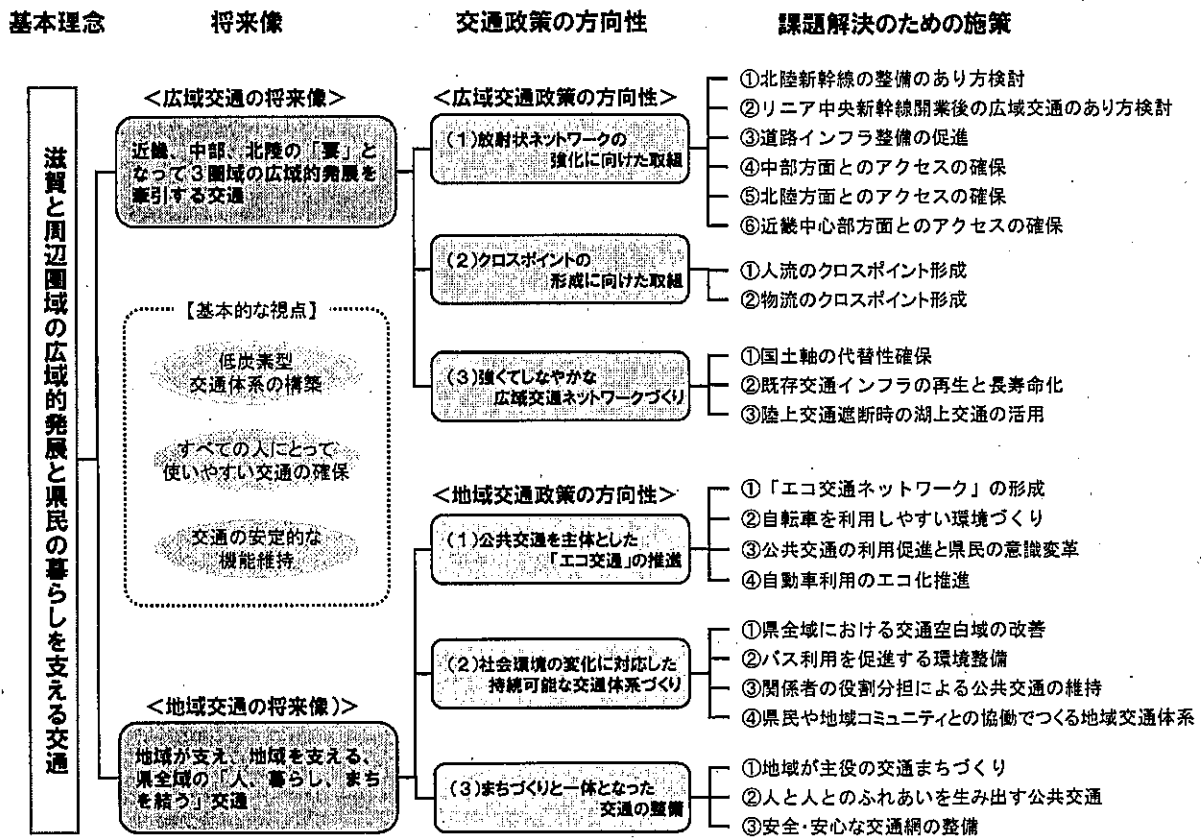 基本理念
将来像
交通政策の方向性
課題解決のための施策
滋賀と周辺圏域の広域的発展と県民の暮らしを支える交通
＜広域交通の将来像＞
近畿、中部、北陸の「要」と
なって３圏域の広域的発展を
牽引する交通
【基本的な視点】
低炭素型
交通体系の構築
すべての人にとって
使いやすい交通の確保
交通の安定的な
機能維持
＜地域交通の将来像）＞
地域が支え、地域を支える、
県全域の「人、暮らし、まち
を結う」交通
＜広域交通政策の方向性＞
（１）放射状ネットワークの
強化に向けた取組
①北陸新幹線の整備のあり方検討
②リニア中央新幹線開業後の広域交通のあり方検討
③道路インフラ整備の促進
④中部方面とのアクセスの確保
⑤北陸方面とのアクセスの確保
⑥近畿中心部方面とのアクセスの確保
（２）クロスポイントの
形成に向けた取組
①人流のクロスポイント形成
②物流のクロスポイント形成
（３）強くてしなやかな
広域交通ネットワークづくり
①国土軸の代替性確保
②既存交通インフラの再生と長寿命化
③陸上交通遮断時の湖上交通の活用
＜地域交通政策の方向性＞
（１）公共交通を主体とした
「エコ交通」の推進
①「エコ交通ネットワーク」の形成
②自転車を利用しやすい環境づくり
③公共交通の利用促進と県民の意識変革
④自動車利用のエコ化推進
（２）社会環境の変化に対応した
持続可能な交通体系づくり
①県全域における交通空白域の改善
②バス利用を促進する環境整備
③関係者の役割分担による公共交通の維持
④県民や地域コミュニティとの協働でつくる地域交通体系
（３）まちづくりと一体となった
交通の整備
①地域が主役の交通まちづくり
②人と人とのふれあいを生み出す公共交通
③安全・安心な交通網の整備